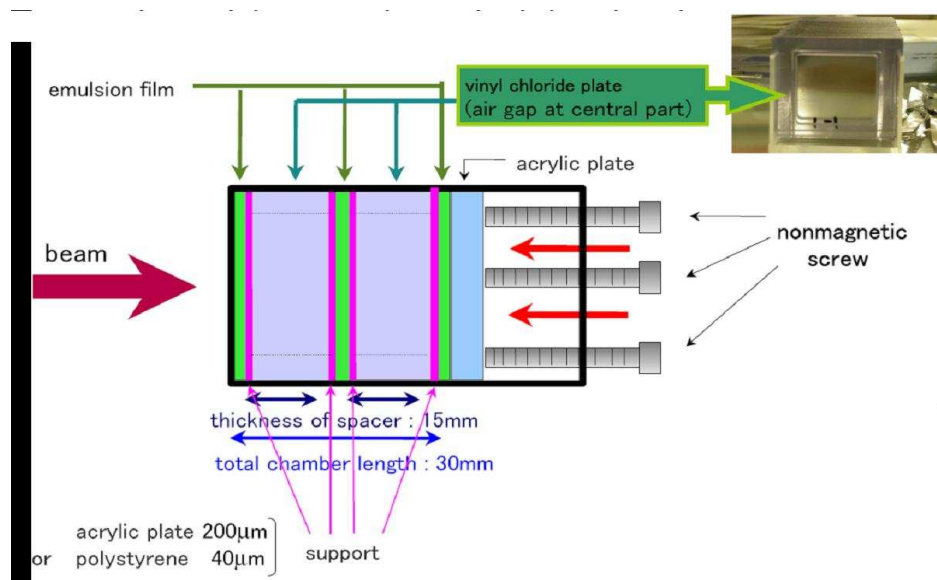 emulsion film
vinyl chloride plate
(air gap at central part)
acrylic plate
beam
nonmagnetic
screw
thickness of spacer : 15mm
total chamber length : 30mm
acrylic plate 200μm
or polystyrene 40μm
support